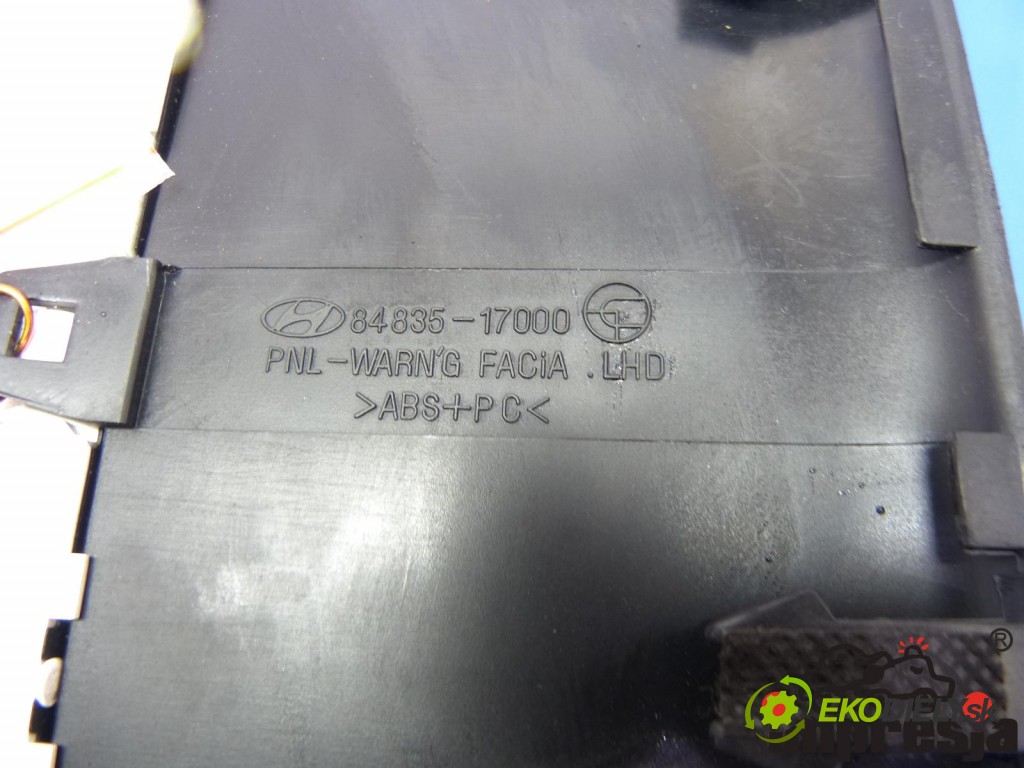 84835-17000
PNL-WARN'G FACiA .LHD
>ABS+PC<
®
EKO